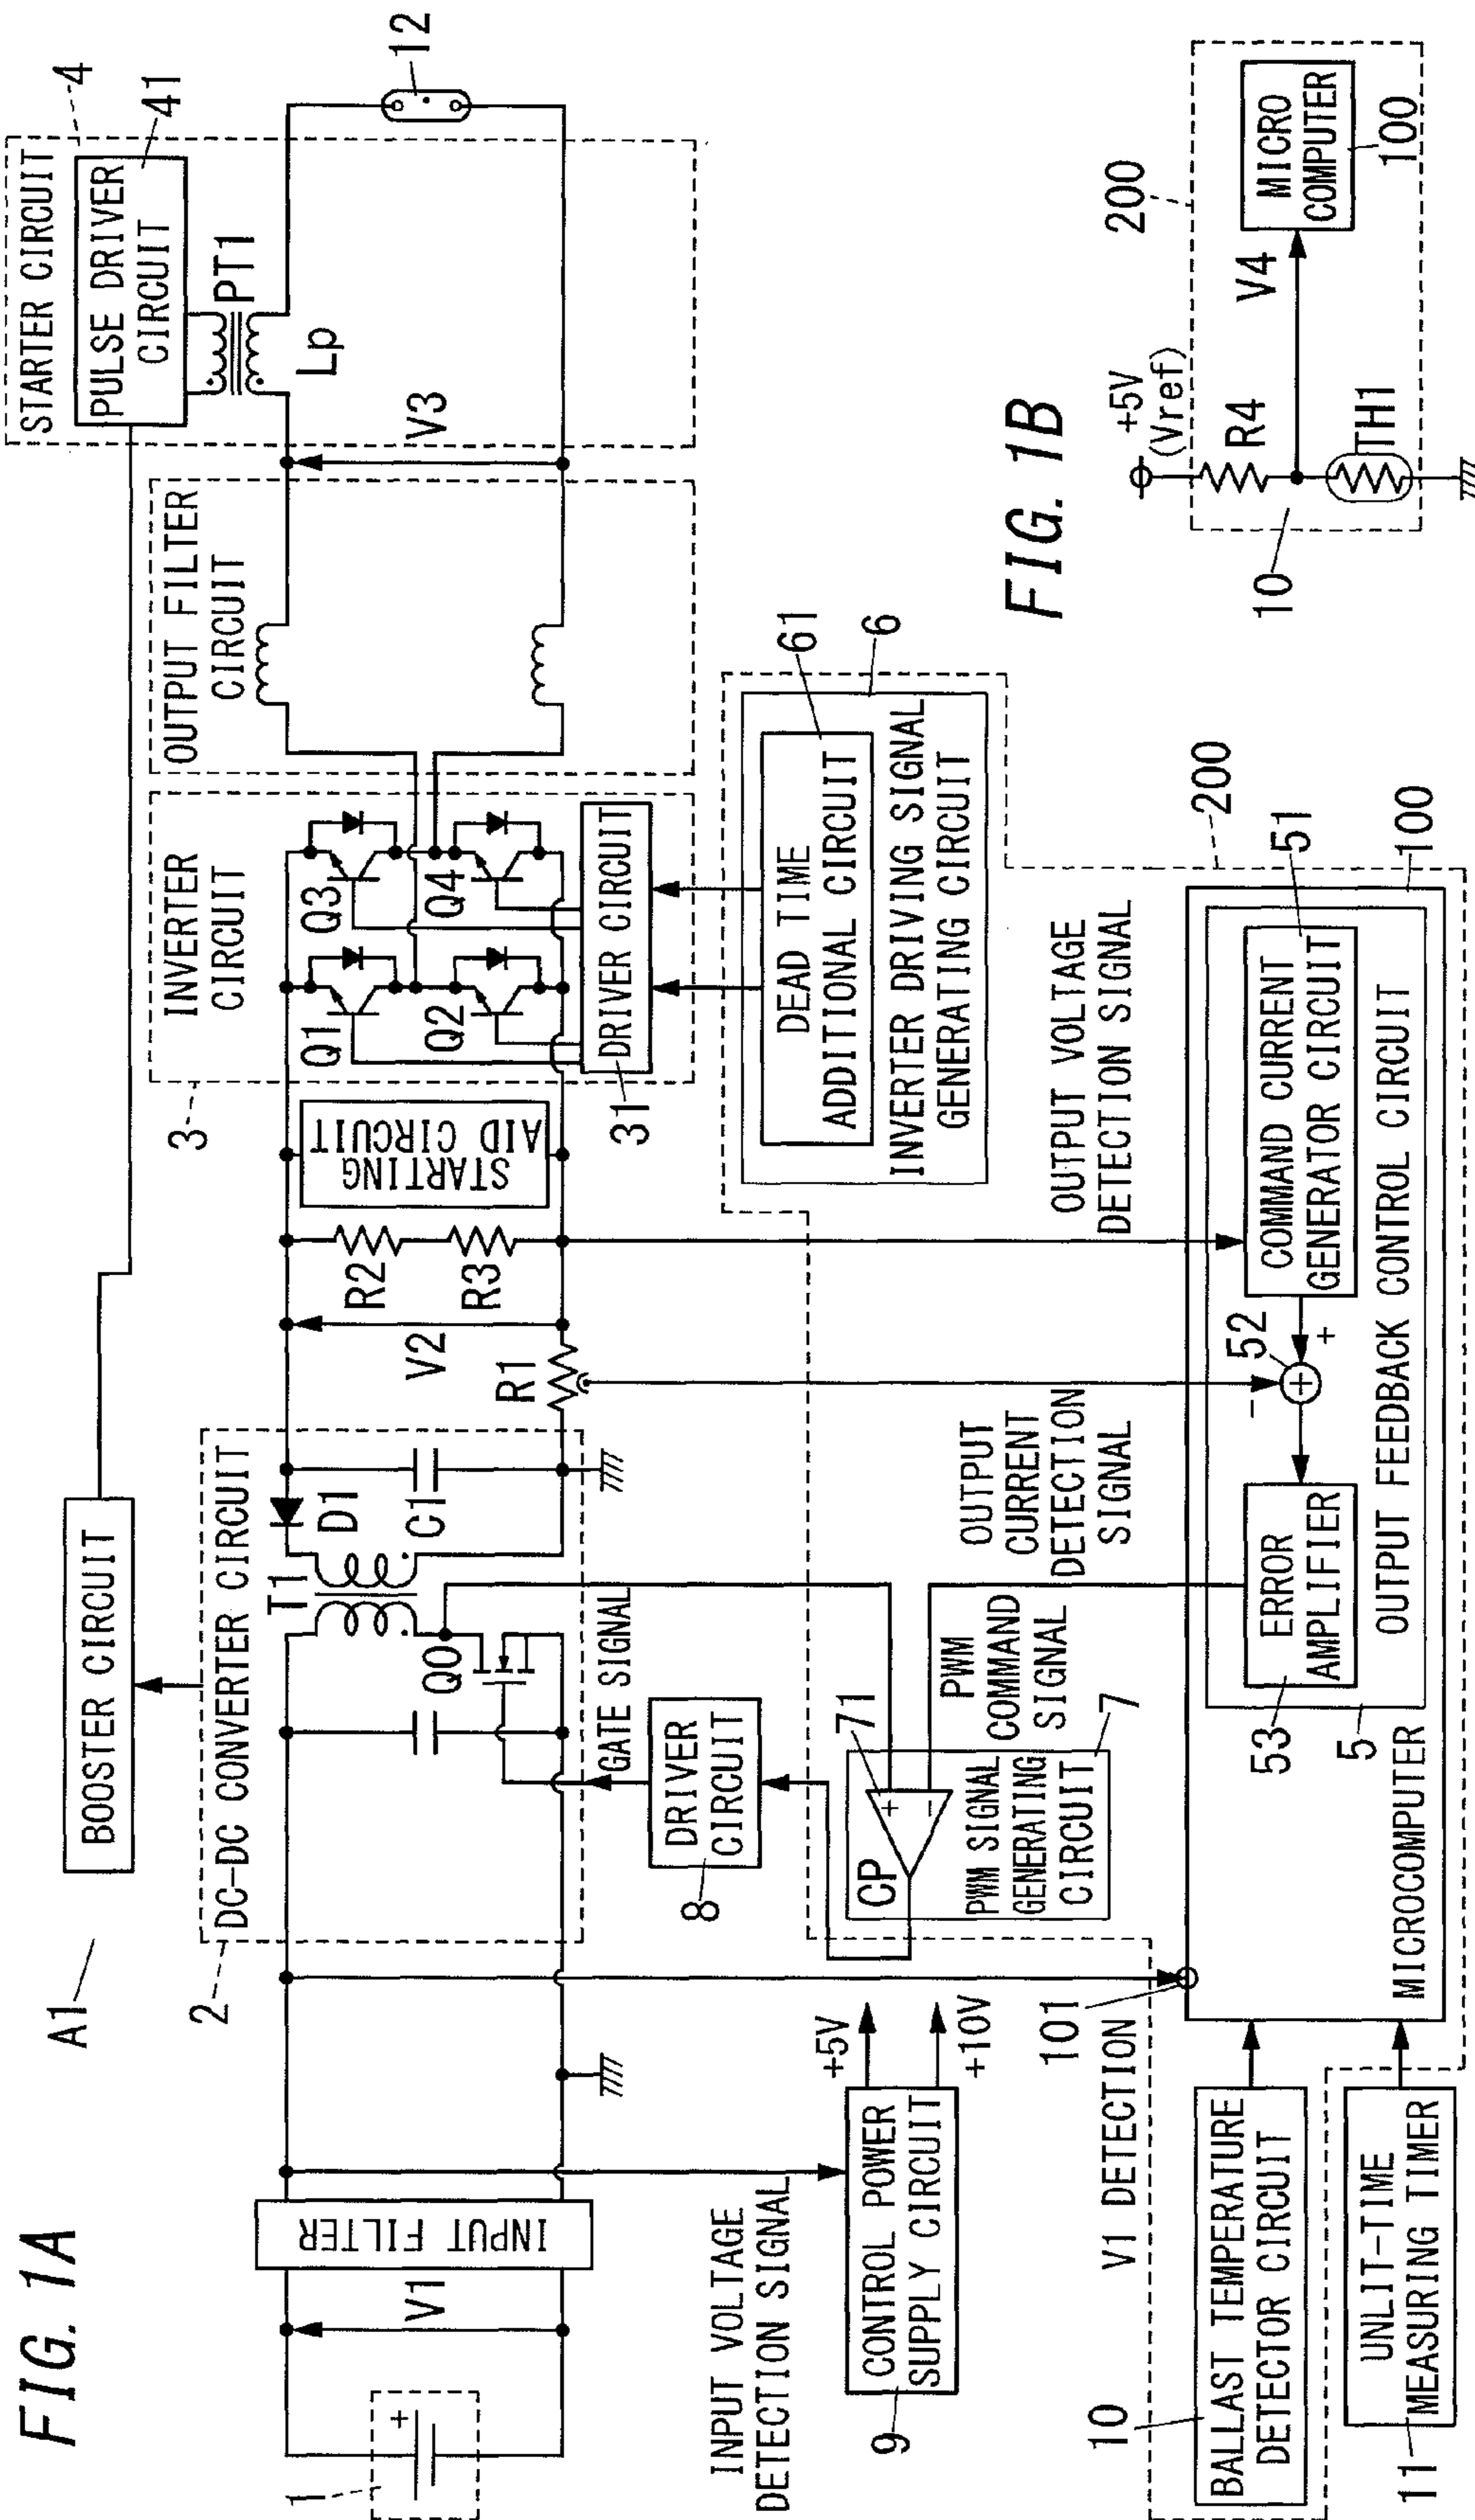 FIG. 1A
A1
BOOSTER CIRCUIT
STARTER CIRCUIT
4
PULSE DRIVER
CIRCUIT
41
PT1
Lp
12
1
+
V1
INPUT FILTER
2
DC-DC CONVERTER CIRCUIT
T1
D1
C1
Q0
GATE SIGNAL
R1
V2
R2
R3
STARTING
AID CIRCUIT
3
INVERTER
CIRCUIT
Q1
Q2
Q3
Q4
31
DRIVER CIRCUIT
OUTPUT FILTER
CIRCUIT
V3
INPUT VOLTAGE
DETECTION SIGNAL
9
CONTROL POWER
SUPPLY CIRCUIT
+5V
+10V
8
DRIVER
CIRCUIT
CP
71
+
−
PWM SIGNAL
GENERATING
CIRCUIT
7
PWM
COMMAND
SIGNAL
OUTPUT
CURRENT
DETECTION
SIGNAL
OUTPUT VOLTAGE
DETECTION SIGNAL
DEAD TIME
ADDITIONAL CIRCUIT
61
INVERTER DRIVING SIGNAL
GENERATING CIRCUIT
6
V1 DETECTION
101
200
10
BALLAST TEMPERATURE
DETECTOR CIRCUIT
11
UNLIT-TIME
MEASURING TIMER
MICROCOMPUTER
100
5
53
ERROR
AMPLIFIER
52
−
+
+
COMMAND CURRENT
GENERATOR CIRCUIT
51
OUTPUT FEEDBACK CONTROL CIRCUIT
FIG. 1B
+5V
(Vref)
200
R4
V4
10
TH1
MICRO
COMPUTER
100